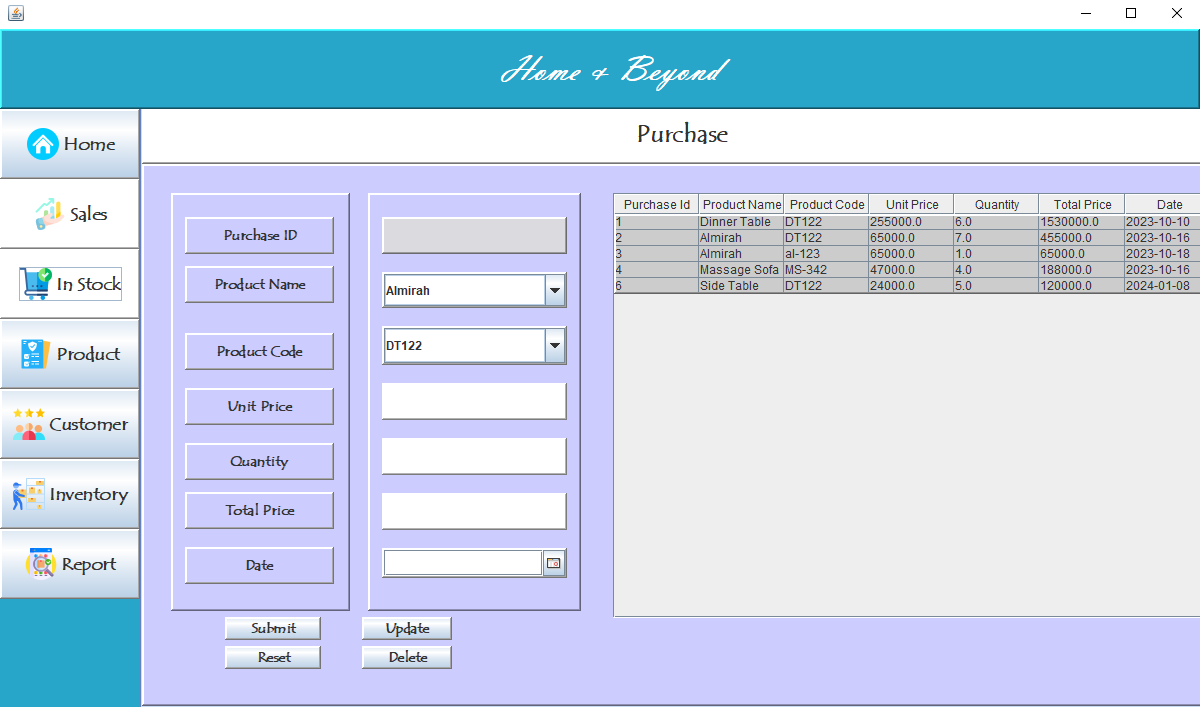 Home & Beyond
Home
Sales
In Stock
Product
Customer
Inventory
Report
Purchase
Purchase ID
Product Name
Almirah
Product Code
DT122
Unit Price
Quantity
Total Price
Date
Submit Update
Reset Delete
Purchase Id Product Name Product Code Unit Price Quantity Total Price Date
1 Dinner Table DT122 255000.0 6.0 1530000.0 2023-10-10
2 Almirah DT122 65000.0 7.0 455000.0 2023-10-16
3 Almirah al-123 65000.0 1.0 65000.0 2023-10-18
4 Massage Sofa MS-342 47000.0 4.0 188000.0 2023-10-16
6 Side Table DT122 24000.0 5.0 120000.0 2024-01-08